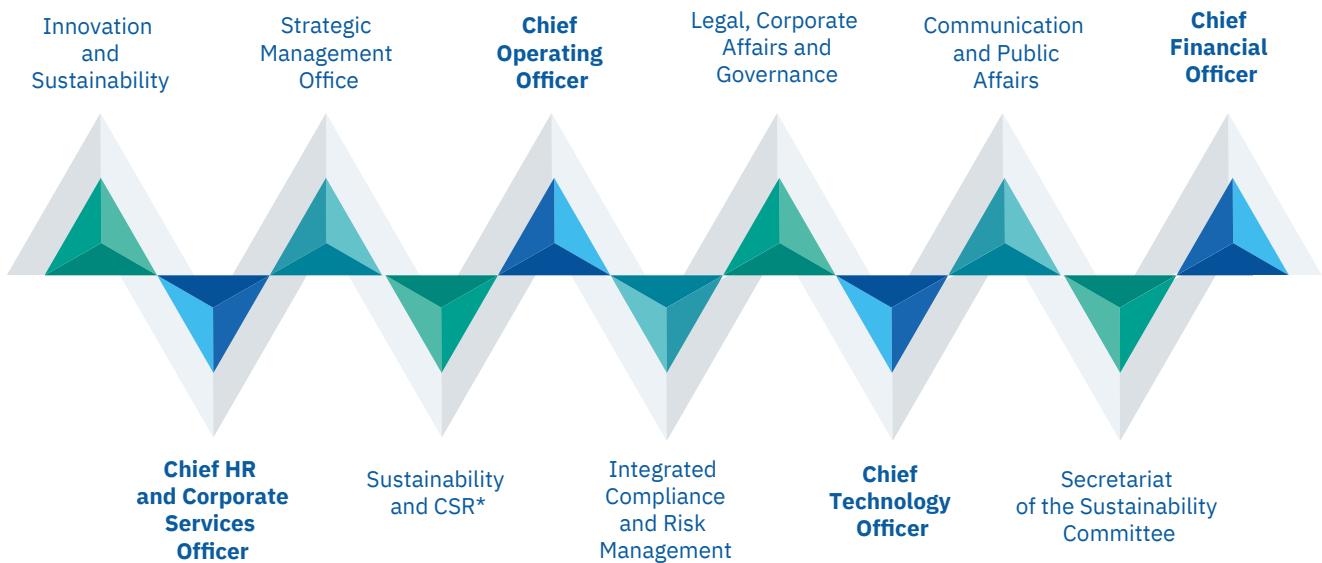 Innovation
and
Sustainability
Strategic
Management
Office
Chief
Operating
Officer
Legal, Corporate
Affairs and
Governance
Communication
and Public
Affairs
Chief
Financial
Officer
Chief HR
and Corporate
Services
Officer
Sustainability
and CSR*
Integrated
Compliance
and Risk
Management
Chief
Technology
Officer
Secretariat
of the Sustainability
Committee